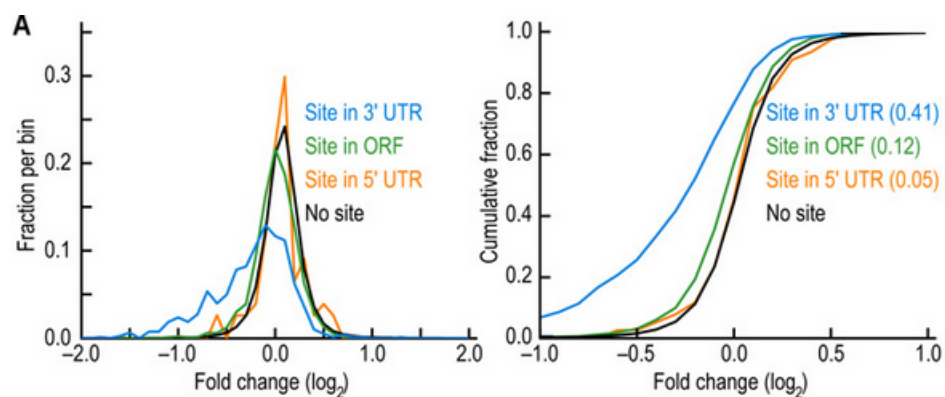 A
0.3
0.2
0.1
0.0
Fraction per bin
Site in 3' UTR
Site in ORF
Site in 5' UTR
No site
−2.0 −1.0 0.0 1.0 2.0
Fold change (log2)
1.0
0.8
0.6
0.4
0.2
0.0
Cumulative fraction
Site in 3' UTR (0.41)
Site in ORF (0.12)
Site in 5' UTR (0.05)
No site
−1.0 −0.5 0.0 0.5 1.0
Fold change (log2)